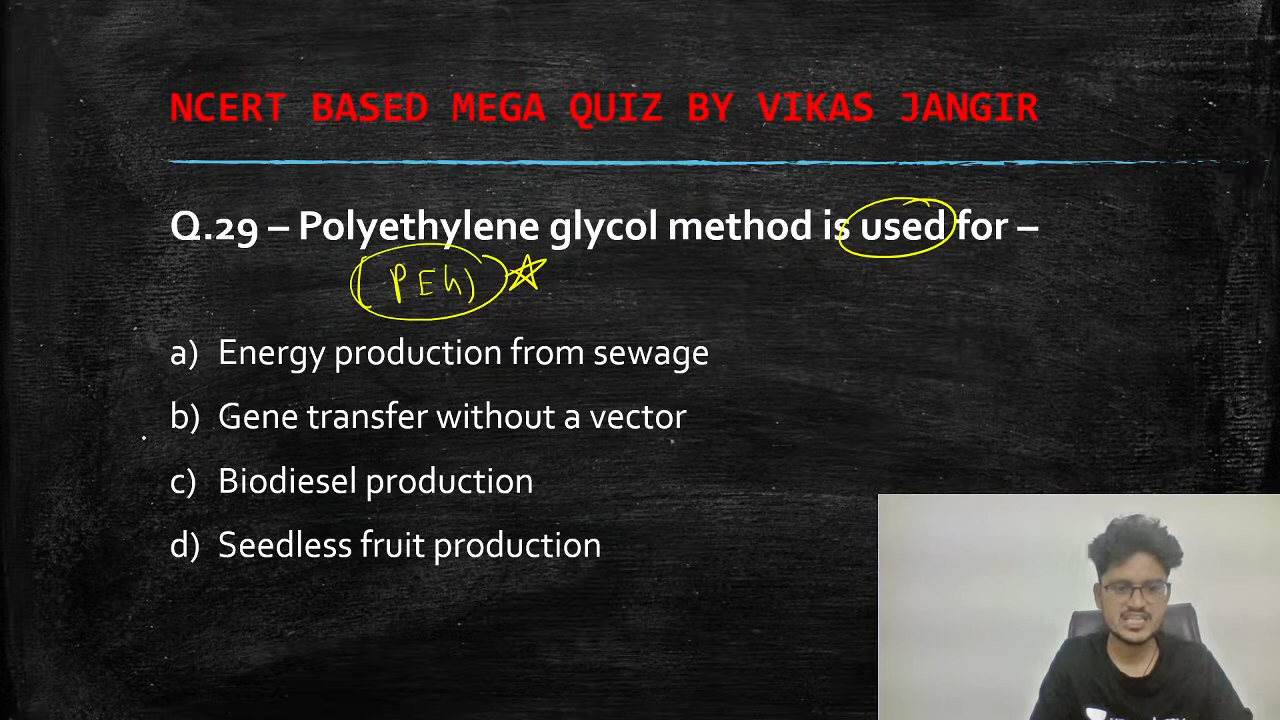 NCERT BASED MEGA QUIZ BY VIKAS JANGIR
Q.29 – Polyethylene glycol method is used for –
(PEG)
a) Energy production from sewage
b) Gene transfer without a vector
c) Biodiesel production
d) Seedless fruit production